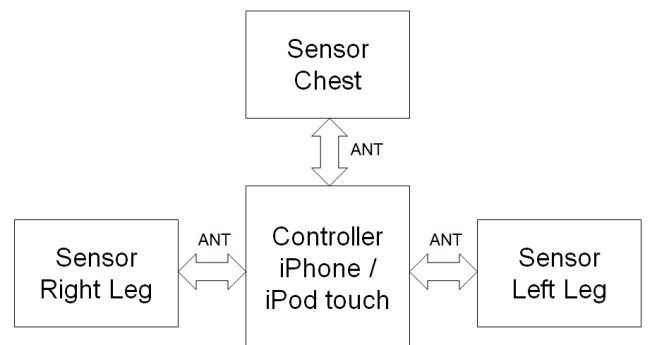 Sensor
Chest
ANT
Sensor
Right Leg
ANT
Controller
iPhone /
iPod touch
ANT
Sensor
Left Leg